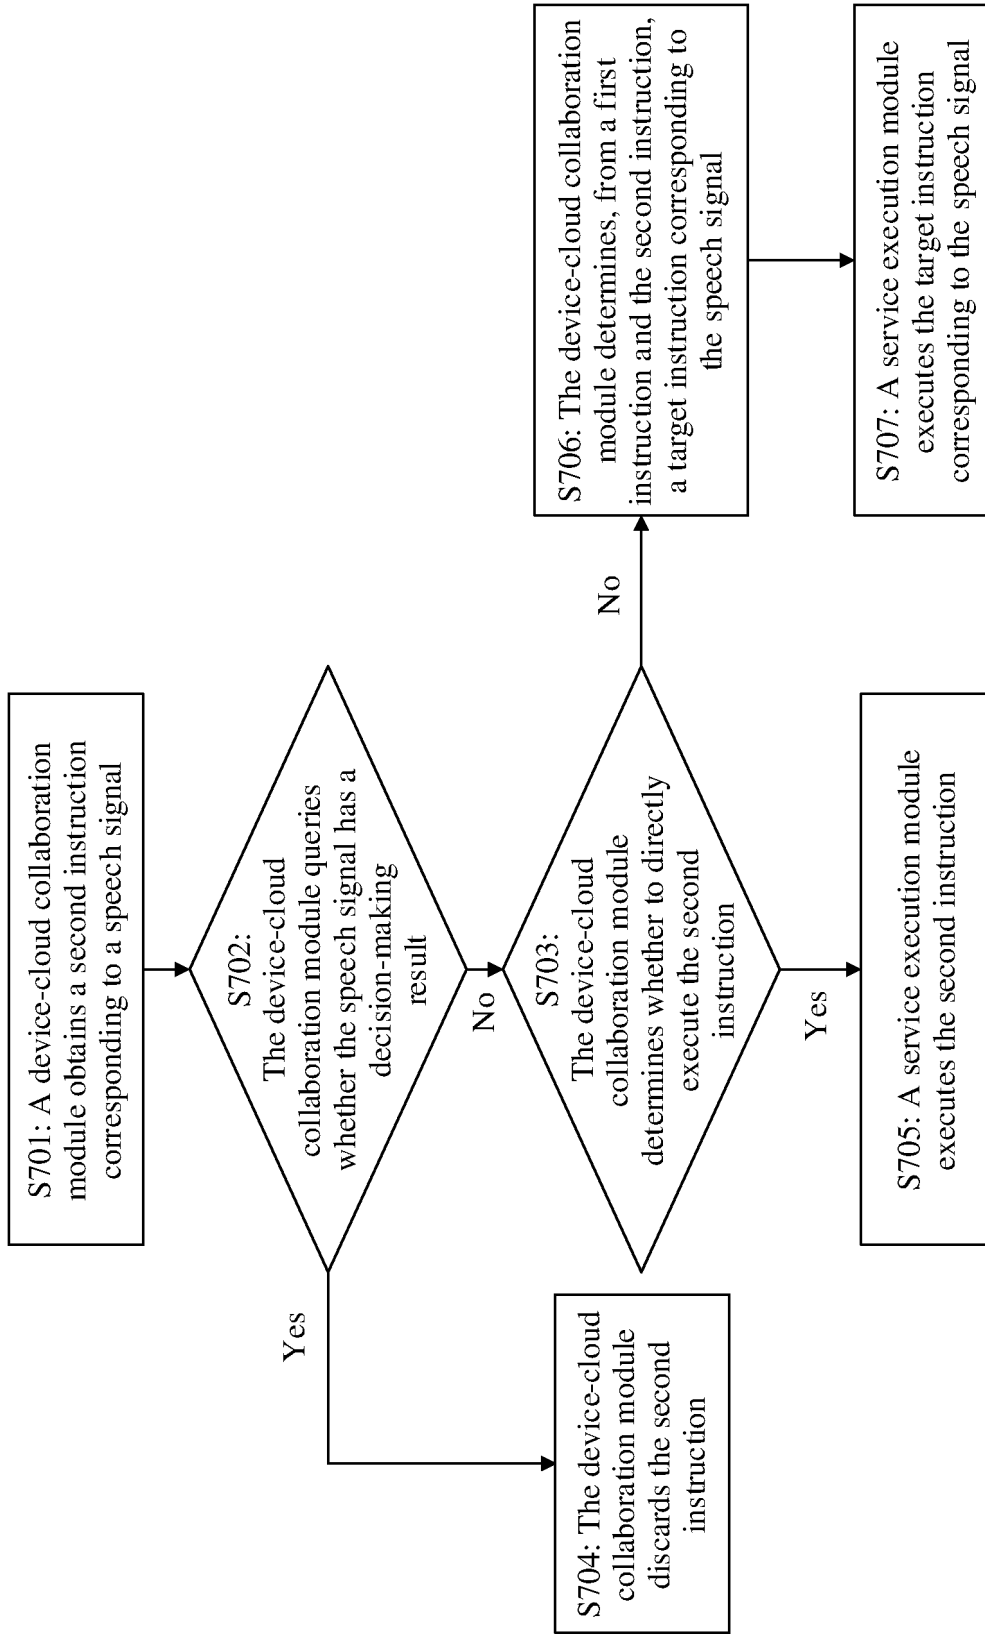 S701: A device-cloud collaboration
module obtains a second instruction
corresponding to a speech signal
S702:
The device-cloud
collaboration module queries
whether the speech signal has a
decision-making
result
Yes
No
S703:
The device-cloud
collaboration module
determines whether to directly
execute the second
instruction
No
Yes
S704: The device-cloud
collaboration module
discards the second
instruction
S705: A service execution module
executes the second instruction
S706: The device-cloud collaboration
module determines, from a first
instruction and the second instruction,
a target instruction corresponding to
the speech signal
S707: A service execution module
executes the target instruction
corresponding to the speech signal